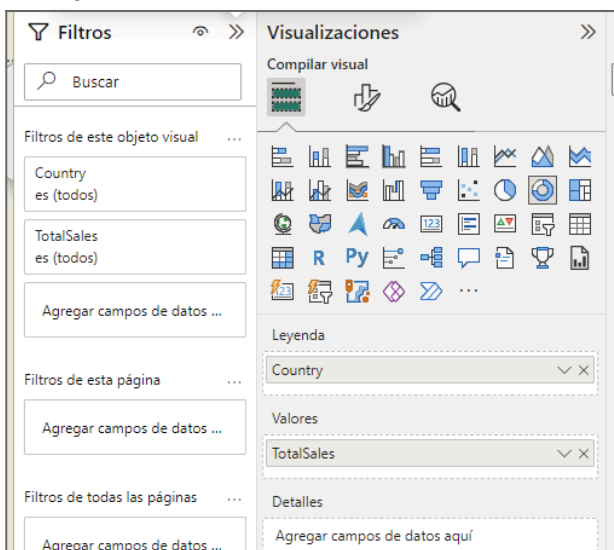 Filtros
Buscar
Filtros de este objeto visual ...
Country
es (todos)
TotalSales
es (todos)
Agregar campos de datos ...
Filtros de esta página ...
Agregar campos de datos ...
Filtros de todas las páginas ...
Agregar campos de datos ...
Visualizaciones
Compilar visual
123
R Py
123
...
Leyenda
Country
Valores
TotalSales
Detalles
Agregar campos de datos aquí